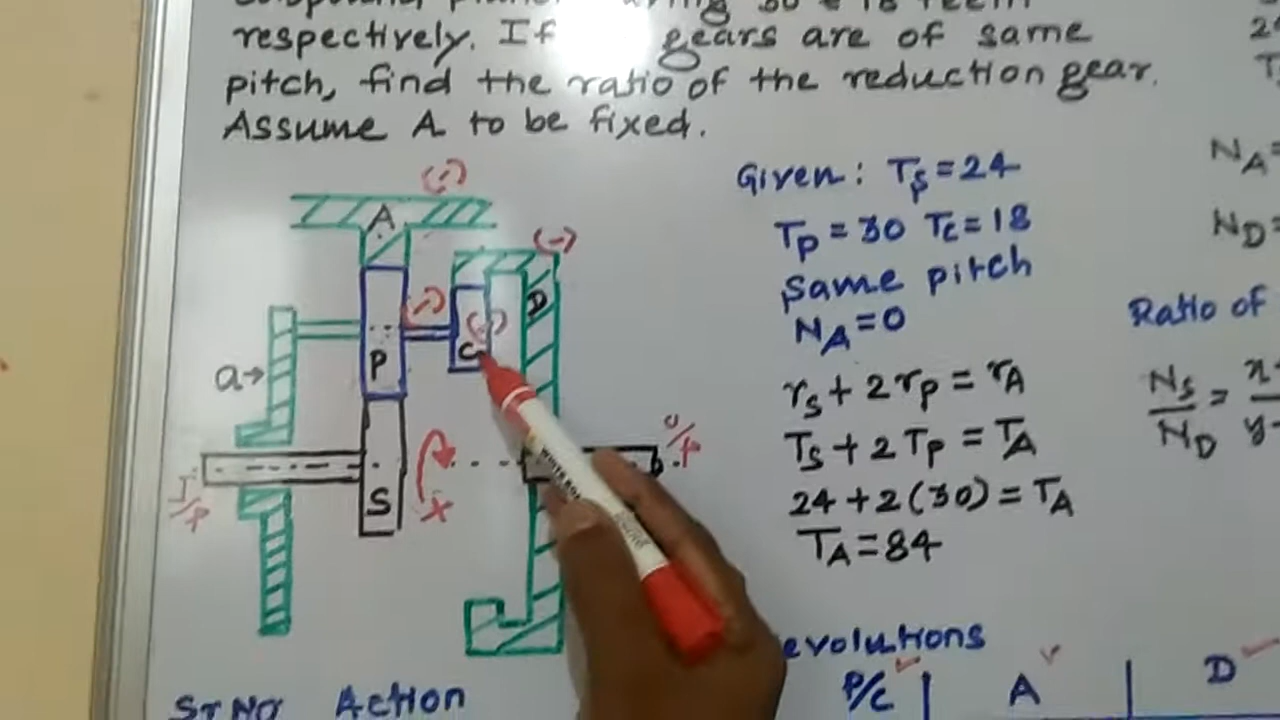 respectively. If gears are of same
pitch, find the ratio of the reduction gear.
Assume A to be fixed.
(-)
A
(-)
D
(-)
(-)
C
P
a→
S
x
I/P
O/P
Given: Ts = 24
Tp = 30 Tc = 18
same pitch
NA = 0
rs + 2rp = rA
Ts + 2Tp = TA
24 + 2(30) = TA
TA = 84
NA =
ND =
Ratio of
Ns/ND =
evolutions
Sr No Action P/C A D